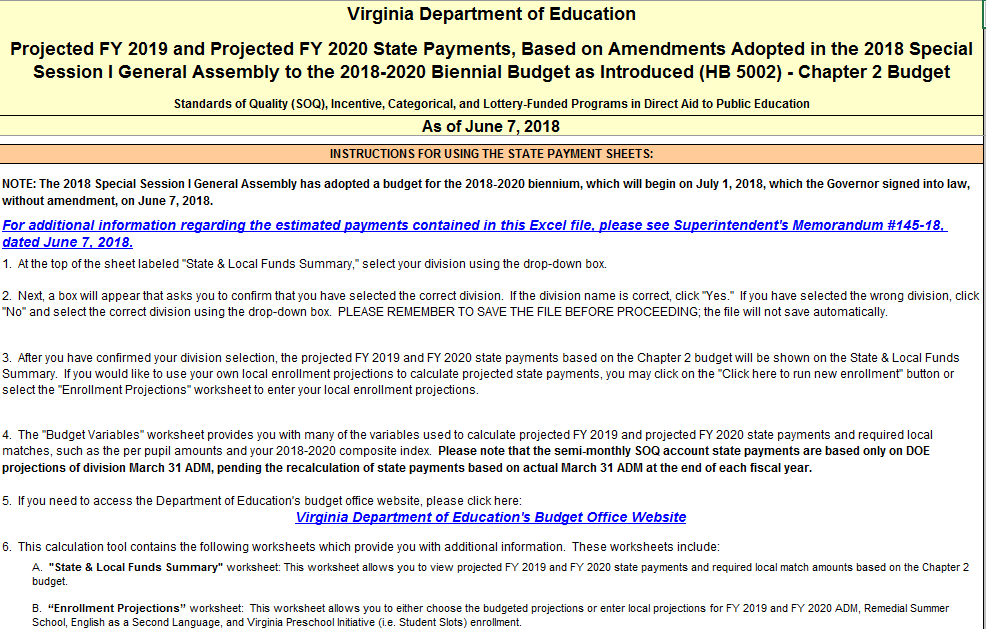 Virginia Department of Education
Projected FY 2019 and Projected FY 2020 State Payments, Based on Amendments Adopted in the 2018 Special
Session I General Assembly to the 2018-2020 Biennial Budget as Introduced (HB 5002) - Chapter 2 Budget
Standards of Quality (SOQ), Incentive, Categorical, and Lottery-Funded Programs in Direct Aid to Public Education
As of June 7, 2018
INSTRUCTIONS FOR USING THE STATE PAYMENT SHEETS:
NOTE: The 2018 Special Session I General Assembly has adopted a budget for the 2018-2020 biennium, which will begin on July 1, 2018, which the Governor signed into law,
without amendment, on June 7, 2018.
For additional information regarding the estimated payments contained in this Excel file, please see Superintendent's Memorandum #145-18,
dated June 7, 2018.
1. At the top of the sheet labeled "State & Local Funds Summary," select your division using the drop-down box.
2. Next, a box will appear that asks you to confirm that you have selected the correct division. If the division name is correct, click "Yes." If you have selected the wrong division, click
"No" and select the correct division using the drop-down box. PLEASE REMEMBER TO SAVE THE FILE BEFORE PROCEEDING; the file will not save automatically.
3. After you have confirmed your division selection, the projected FY 2019 and FY 2020 state payments based on the Chapter 2 budget will be shown on the State & Local Funds
Summary. If you would like to use your own local enrollment projections to calculate projected state payments, you may click on the "Click here to run new enrollment" button or
select the "Enrollment Projections" worksheet to enter your local enrollment projections.
4. The "Budget Variables" worksheet provides you with many of the variables used to calculate projected FY 2019 and projected FY 2020 state payments and required local
matches, such as the per pupil amounts and your 2018-2020 composite index. Please note that the semi-monthly SOQ account state payments are based only on DOE
projections of division March 31 ADM, pending the recalculation of state payments based on actual March 31 ADM at the end of each fiscal year.
5. If you need to access the Department of Education's budget office website, please click here:
Virginia Department of Education's Budget Office Website
6. This calculation tool contains the following worksheets which provide you with additional information. These worksheets include:
A. "State & Local Funds Summary" worksheet: This worksheet allows you to view projected FY 2019 and FY 2020 state payments and required local match amounts based on the Chapter 2
budget.
B. “Enrollment Projections” worksheet: This worksheet allows you to either choose the budgeted projections or enter local projections for FY 2019 and FY 2020 ADM, Remedial Summer
School, English as a Second Language, and Virginia Preschool Initiative (i.e. Student Slots) enrollment.